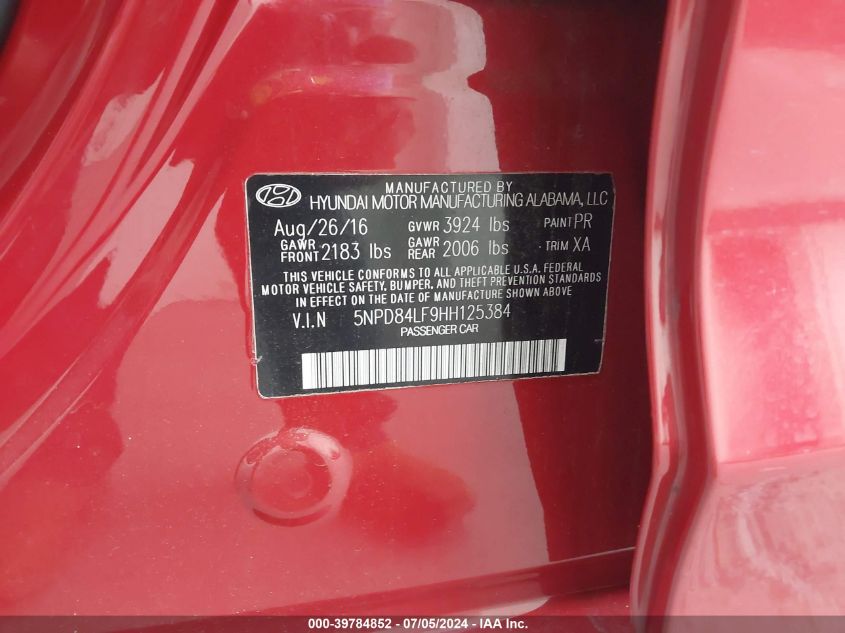 MANUFACTURED BY
HYUNDAI MOTOR MANUFACTURING ALABAMA, LLC
Aug/26/16 GVWR 3924 lbs PAINT PR
GAWR FRONT 2183 lbs GAWR REAR 2006 lbs · TRIM XA
THIS VEHICLE CONFORMS TO ALL APPLICABLE U.S.A. FEDERAL
MOTOR VEHICLE SAFETY, BUMPER, AND THEFT PREVENTION STANDARDS
IN EFFECT ON THE DATE OF MANUFACTURE SHOWN ABOVE
V.I.N 5NPD84LF9HH125384
PASSENGER CAR
000-39784852 - 07/05/2024 - IAA Inc.